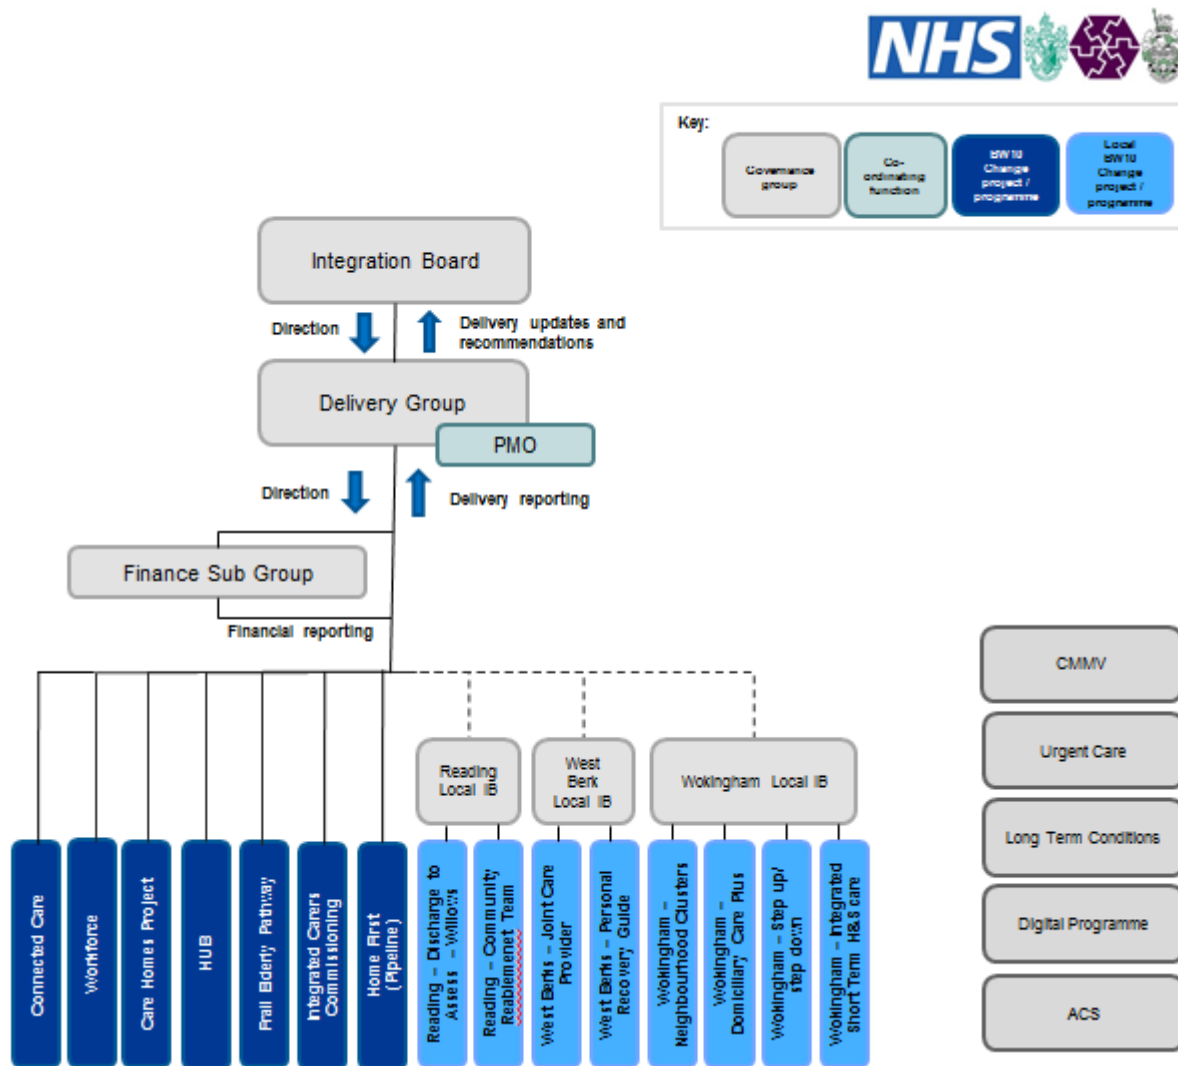 NHS
Key:
Governance
group
Co-
ordinating
function
BW10
Change
project /
programme
Local
BW10
Change
project /
programme
Integration Board
Direction
Delivery updates and
recommendations
Delivery Group
PMO
Direction
Delivery reporting
Finance Sub Group
Financial reporting
CMMV
Urgent Care
Long Term Conditions
Digital Programme
ACS
Reading
Local IB
West
Berk
Local IB
Wokingham Local IB
Connected Care
Workforce
Care Homes Project
HUB
Frail Elderly Pathway
Integrated Carers
Commissioning
Home First
(Pipeline)
Reading – Discharge to
Assess – Willows
Reading – Community
Reablemenet Team
West Berks – Joint Care
Provider
West Berks – Personal
Recovery Guide
Wokingham –
Neighbourhood Clusters
Wokingham –
Domiciliary Care Plus
Wokingham – Step up/
step down
Wokingham – Integrated
Short Term H&S care